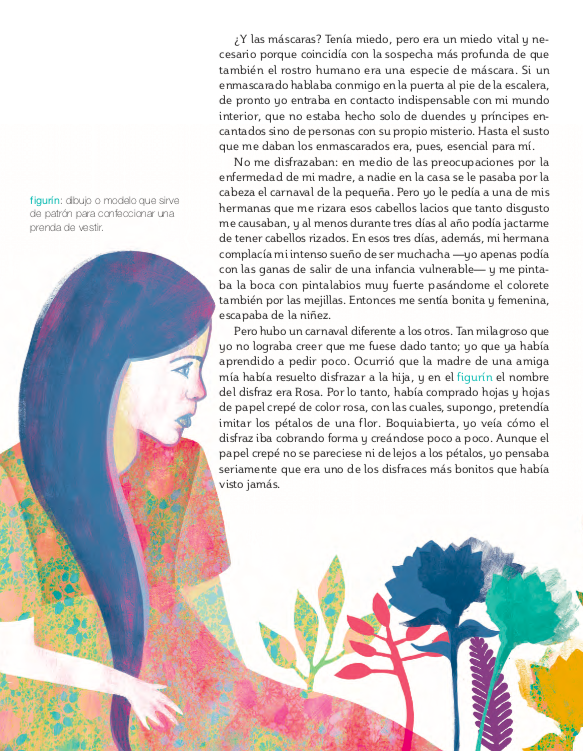 ¿Y las máscaras? Tenía miedo, pero era un miedo vital y ne-
cesario porque coincidía con la sospecha más profunda de que
también el rostro humano era una especie de máscara. Si un
enmascarado hablaba conmigo en la puerta al pie de la escalera,
de pronto yo entraba en contacto indispensable con mi mundo
interior, que no estaba hecho solo de duendes y príncipes en-
cantados sino de personas con su propio misterio. Hasta el susto
que me daban los enmascarados era, pues, esencial para mí.
No me disfrazaban: en medio de las preocupaciones por la
enfermedad de mi madre, a nadie en la casa se le pasaba por la
cabeza el carnaval de la pequeña. Pero yo le pedía a una de mis
hermanas que me rizara esos cabellos lacios que tanto disgusto
me causaban, y al menos durante tres días al año podía jactarme
de tener cabellos rizados. En esos tres días, además, mi hermana
complacía mi intenso sueño de ser muchacha —yo apenas podía
con las ganas de salir de una infancia vulnerable— y me pinta-
ba la boca con pintalabios muy fuerte pasándome el colorete
también por las mejillas. Entonces me sentía bonita y femenina,
escapaba de la niñez.
Pero hubo un carnaval diferente a los otros. Tan milagroso que
yo no lograba creer que me fuese dado tanto; yo que ya había
aprendido a pedir poco. Ocurrió que la madre de una amiga
mía había resuelto disfrazar a la hija, y en el figurín el nombre
del disfraz era Rosa. Por lo tanto, había comprado hojas y hojas
de papel crepé de color rosa, con las cuales, supongo, pretendía
imitar los pétalos de una flor. Boquiabierta, yo veía cómo el
disfraz iba cobrando forma y creándose poco a poco. Aunque el
papel crepé no se pareciese ni de lejos a los pétalos, yo pensaba
seriamente que era uno de los disfraces más bonitos que había
visto jamás.
figurín: dibujo o modelo que sirve
de patrón para confeccionar una
prenda de vestir.